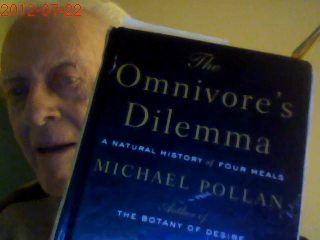 2012-07-22
The
Omnivore's
Dilemma
A NATURAL HISTORY of FOUR MEALS
MICHAEL POLLAN
Author of
THE BOTANY OF DESIRE